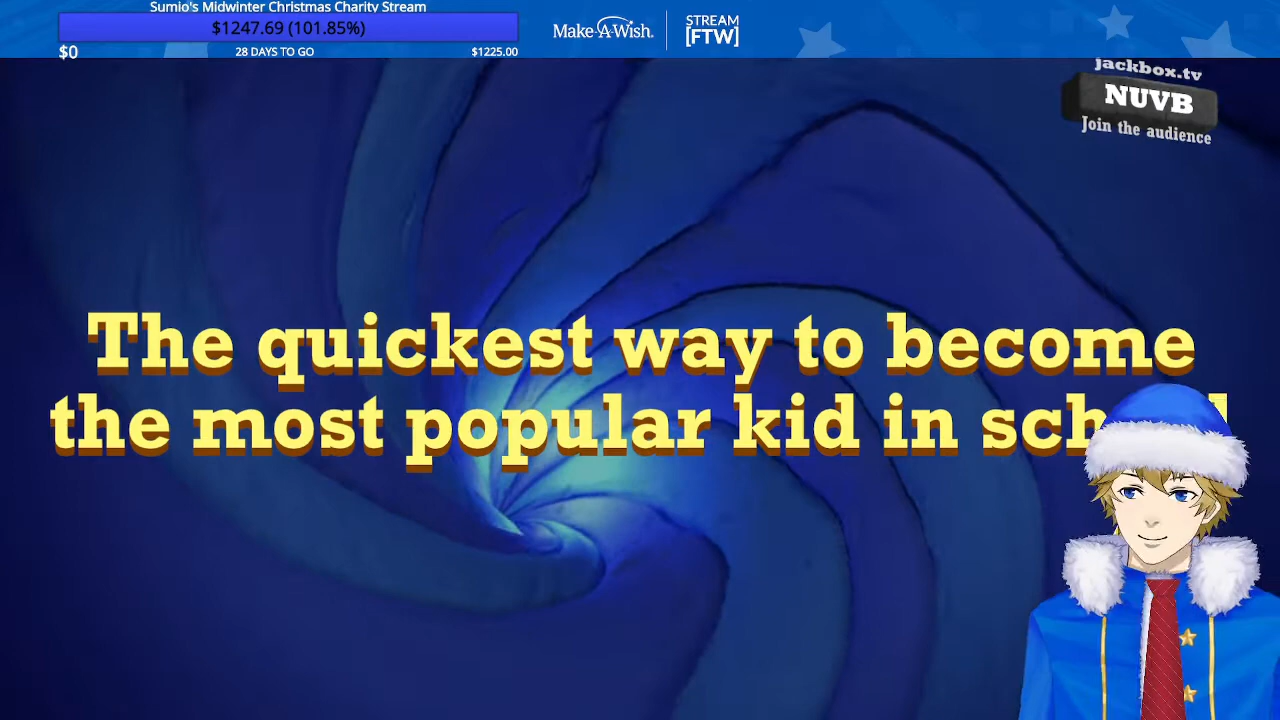 Sumio's Midwinter Christmas Charity Stream
$1247.69 (101.85%)
$0
28 DAYS TO GO
$1225.00
Make-A-Wish.
STREAM
[FTW]
jackbox.tv
NUVB
Join the audience
The quickest way to become
the most popular kid in